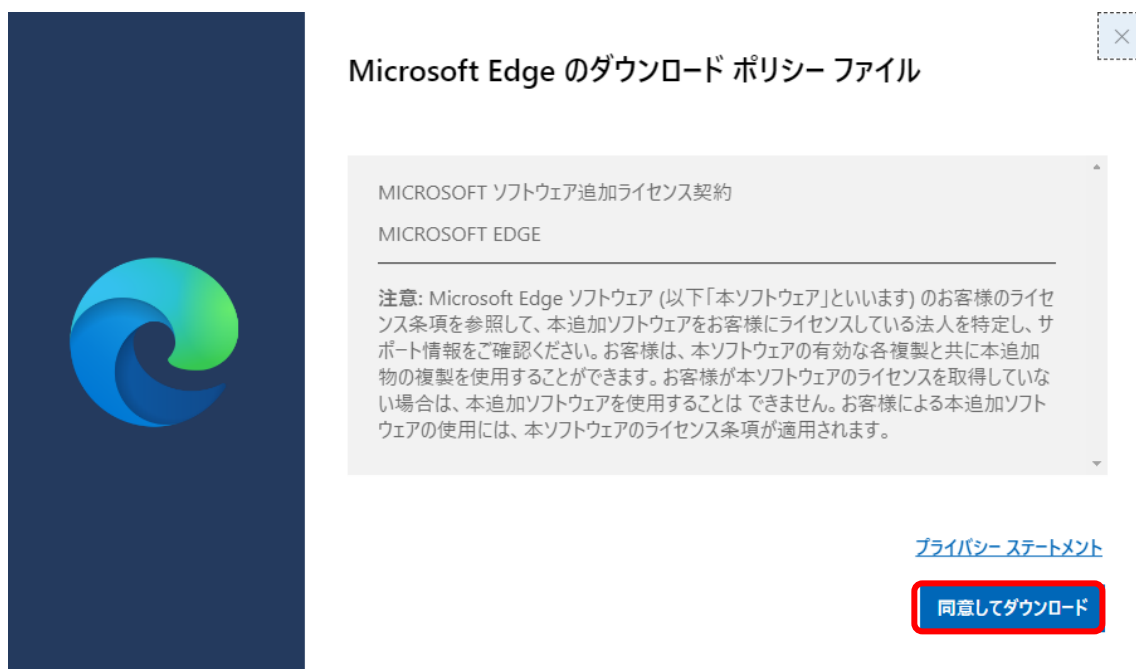 Microsoft Edge のダウンロード ポリシー ファイル
MICROSOFT ソフトウェア追加ライセンス契約
MICROSOFT EDGE
注意: Microsoft Edge ソフトウェア (以下「本ソフトウェア」といいます) のお客様のライセ
ンス条項を参照して、本追加ソフトウェアをお客様にライセンスしている法人を特定し、サ
ポート情報をご確認ください。お客様は、本ソフトウェアの有効な各複製と共に本追加
物の複製を使用することができます。お客様が本ソフトウェアのライセンスを取得していな
い場合は、本追加ソフトウェアを使用することは できません。お客様による本追加ソフト
ウェアの使用には、本ソフトウェアのライセンス条項が適用されます。
プライバシー ステートメント
同意してダウンロード